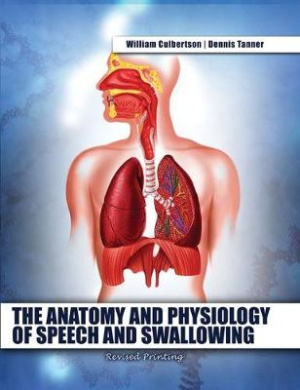 William Culbertson | Dennis Tanner
THE ANATOMY AND PHYSIOLOGY
OF SPEECH AND SWALLOWING
Revised Printing